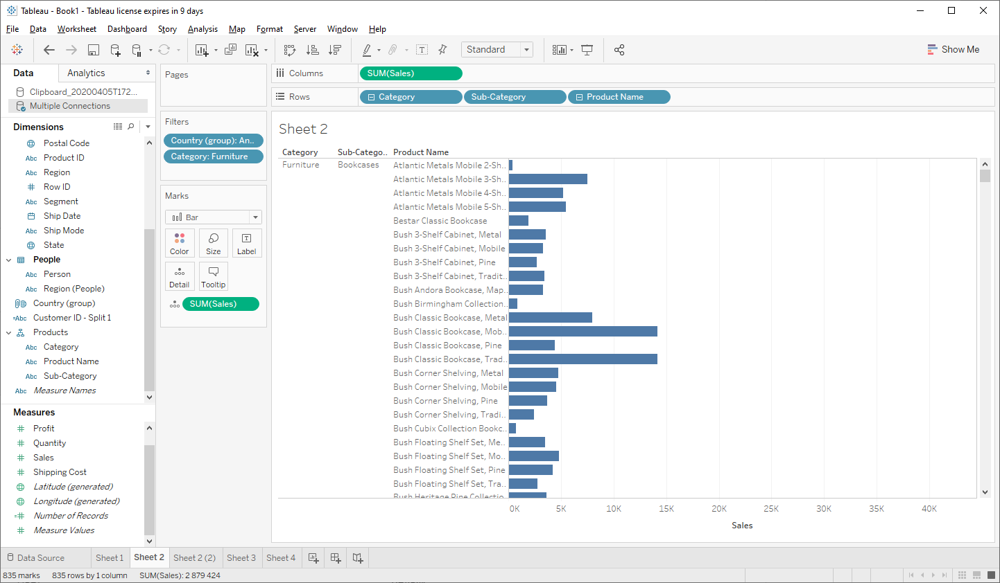 Tableau - Book1 - Tableau license expires in 9 days
File Data Worksheet Dashboard Story Analysis Map Format Server Window Help
Standard
Show Me
Data
Analytics
Clipboard_20200405T172...
Multiple Connections
Dimensions
Postal Code
Abc Product ID
Abc Region
Row ID
Abc Segment
Ship Date
Abc Ship Mode
State
People
Abc Person
Abc Region (People)
Country (group)
=Abc Customer ID - Split 1
Products
Abc Category
Abc Product Name
Abc Sub-Category
Abc Measure Names
Measures
Profit
Quantity
Sales
Shipping Cost
Latitude (generated)
Longitude (generated)
Number of Records
Measure Values
Pages
Filters
Country (group): An..
Category: Furniture
Marks
Bar
Color
Size
Label
Detail
Tooltip
SUM(Sales)
Columns
SUM(Sales)
Rows
Category
Sub-Category
Product Name
Sheet 2
Category Sub-Catego.. Product Name
Furniture Bookcases Atlantic Metals Mobile 2-Sh..
Atlantic Metals Mobile 3-Sh..
Atlantic Metals Mobile 4-Sh..
Atlantic Metals Mobile 5-Sh..
Bestar Classic Bookcase
Bush 3-Shelf Cabinet, Metal
Bush 3-Shelf Cabinet, Mobile
Bush 3-Shelf Cabinet, Pine
Bush 3-Shelf Cabinet, Tradit..
Bush Andora Bookcase, Map..
Bush Birmingham Collection..
Bush Classic Bookcase, Metal
Bush Classic Bookcase, Mob..
Bush Classic Bookcase, Pine
Bush Classic Bookcase, Trad..
Bush Corner Shelving, Metal
Bush Corner Shelving, Mobile
Bush Corner Shelving, Pine
Bush Corner Shelving, Tradi..
Bush Cubix Collection Bookc..
Bush Floating Shelf Set, Me..
Bush Floating Shelf Set, Mo..
Bush Floating Shelf Set, Pine
Bush Floating Shelf Set, Tra..
Bush Heritage Pine Collectio..
0K 5K 10K 15K 20K 25K 30K 35K 40K
Sales
Data Source
Sheet 1
Sheet 2
Sheet 2 (2)
Sheet 3
Sheet 4
835 marks 835 rows by 1 column SUM(Sales): 2 879 424